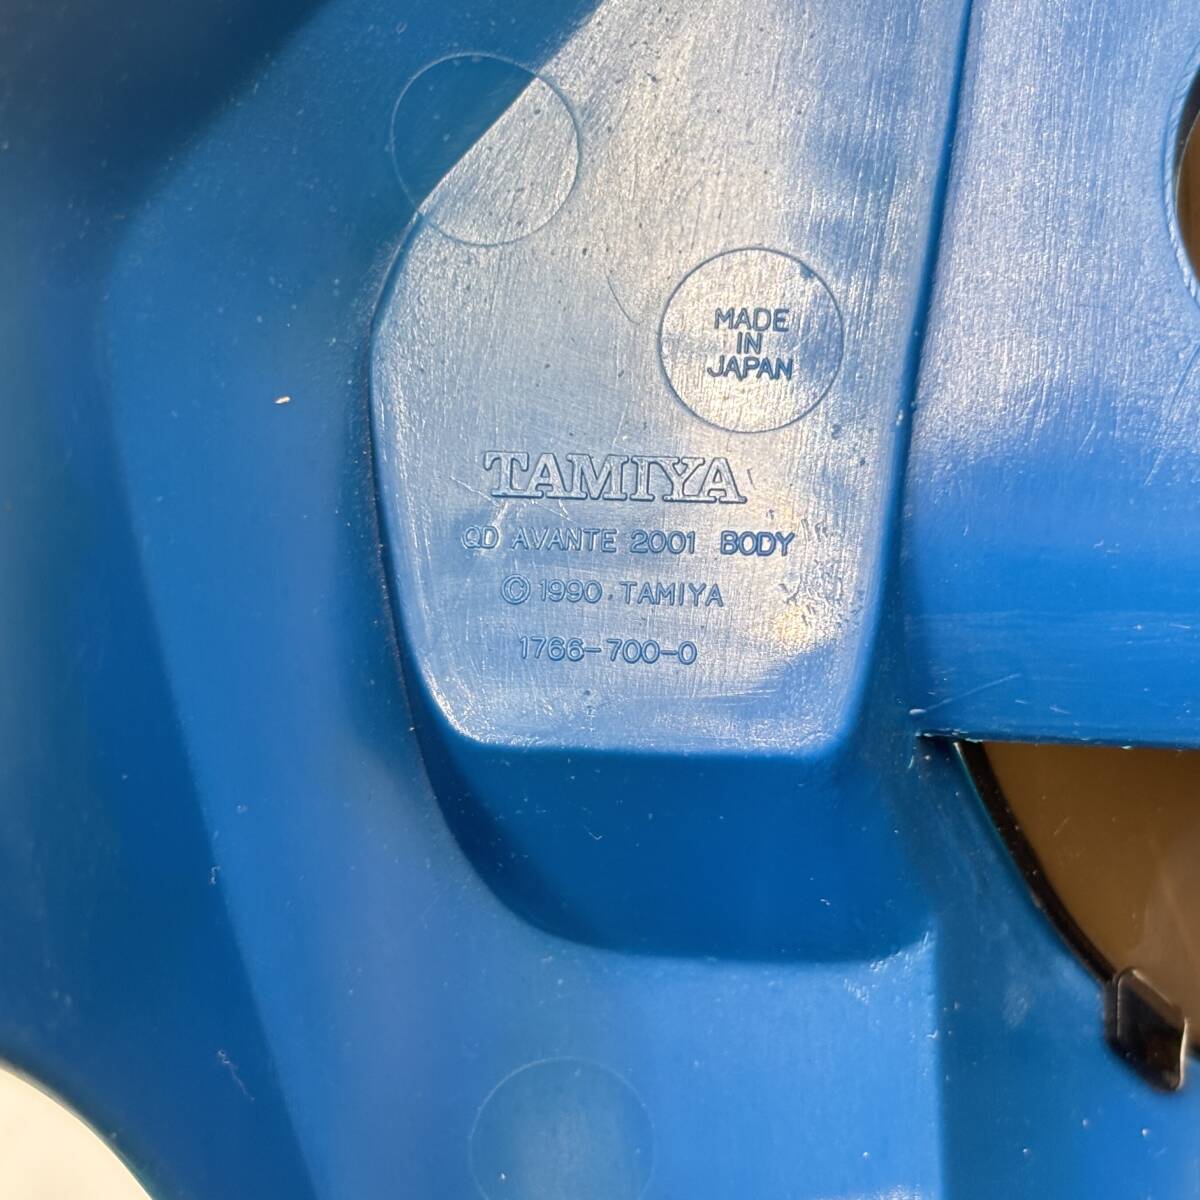 MADE
IN
JAPAN
TAMIYA
QD AVANTE 2001 BODY
© 1990 TAMIYA
1766-700-0